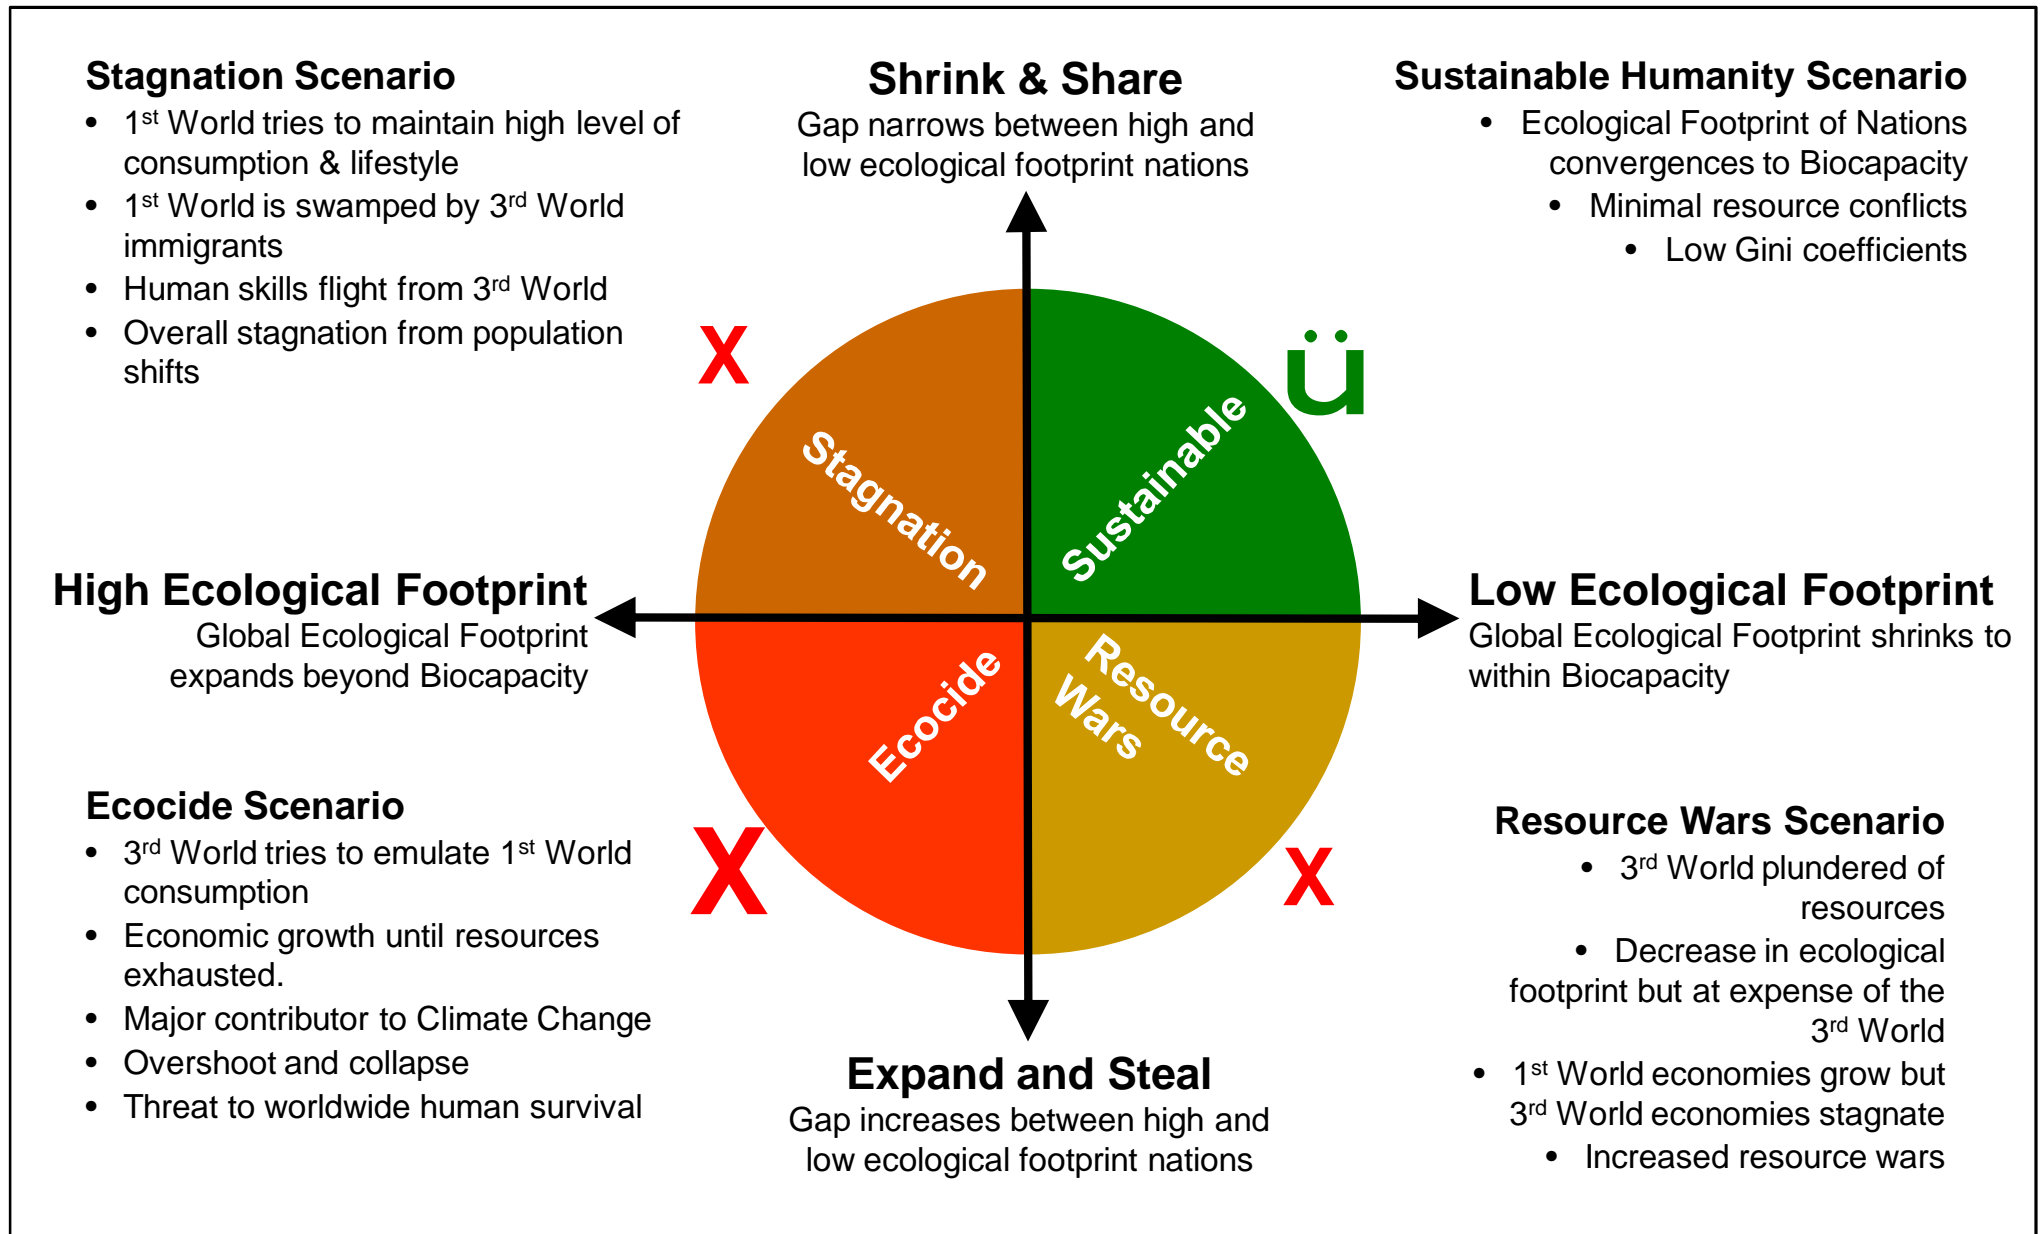 Stagnation Scenario
• 1st World tries to maintain high level of
consumption & lifestyle
• 1st World is swamped by 3rd World
immigrants
• Human skills flight from 3rd World
• Overall stagnation from population
shifts
Shrink & Share
Gap narrows between high and
low ecological footprint nations
Sustainable Humanity Scenario
• Ecological Footprint of Nations
convergences to Biocapacity
• Minimal resource conflicts
• Low Gini coefficients
X
ü
Stagnation
Sustainable
High Ecological Footprint
Global Ecological Footprint
expands beyond Biocapacity
Low Ecological Footprint
Global Ecological Footprint shrinks to
within Biocapacity
Ecocide
Resource
Wars
X
X
Ecocide Scenario
• 3rd World tries to emulate 1st World
consumption
• Economic growth until resources
exhausted.
• Major contributor to Climate Change
• Overshoot and collapse
• Threat to worldwide human survival
Expand and Steal
Gap increases between high and
low ecological footprint nations
Resource Wars Scenario
• 3rd World plundered of
resources
• Decrease in ecological
footprint but at expense of the
3rd World
• 1st World economies grow but
3rd World economies stagnate
• Increased resource wars